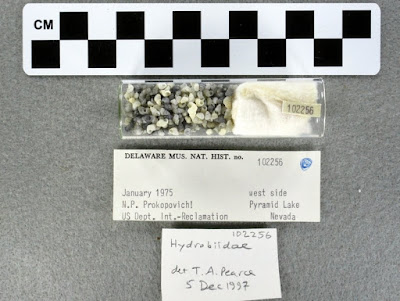 CM
102256
DELAWARE MUS. NAT. HIST. no. 102256
January 1975 west side
N.P. Prokopovich! Pyramid Lake
US Dept. Int.-Reclamation Nevada
102256
Hydrobiidae
det T. A. Pearce
5 Dec 1997